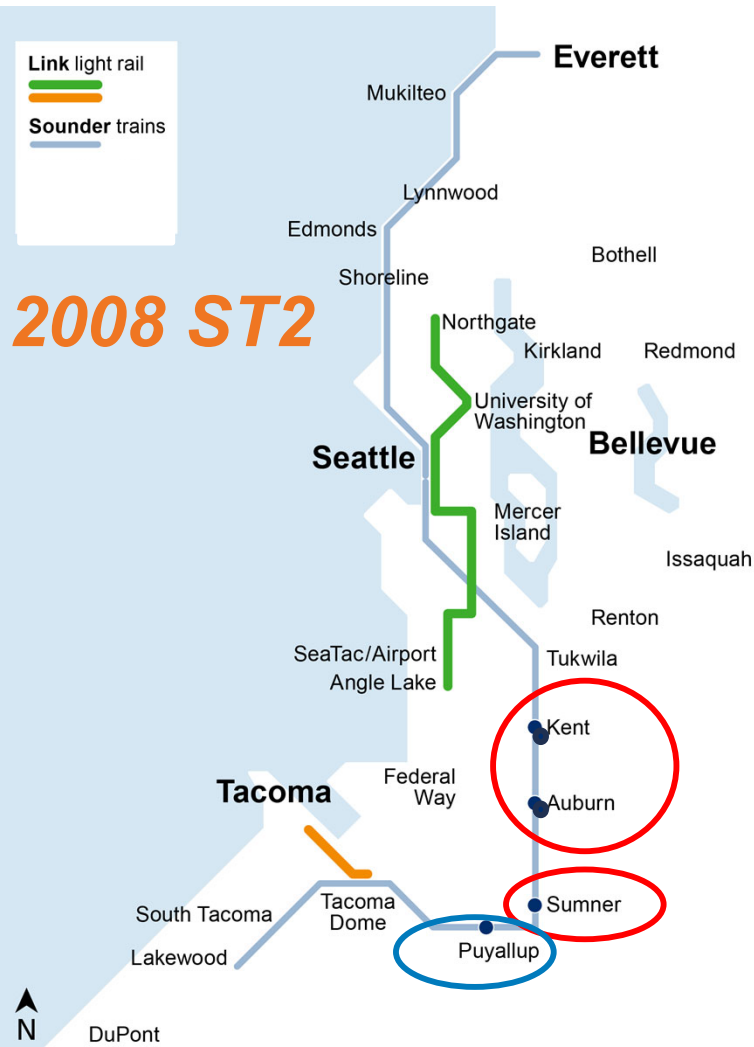 Link light rail
Sounder trains
Everett
Mukilteo
Lynnwood
Edmonds
Bothell
Shoreline
2008 ST2
Northgate
Kirkland
Redmond
University of
Washington
Bellevue
Seattle
Mercer
Island
Issaquah
Renton
SeaTac/Airport
Tukwila
Angle Lake
Kent
Federal
Way
Tacoma
Auburn
Tacoma
Dome
Sumner
South Tacoma
Puyallup
Lakewood
N
DuPont